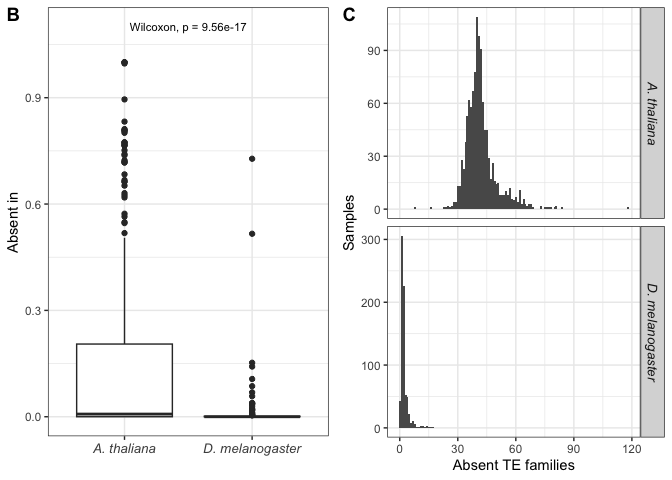 B
Wilcoxon, p = 9.56e-17
Absent in
0.9
0.6
0.3
0.0
A. thaliana
D. melanogaster
C
Samples
90
60
30
0
A. thaliana
300
200
100
0
D. melanogaster
0
30
60
90
120
Absent TE families